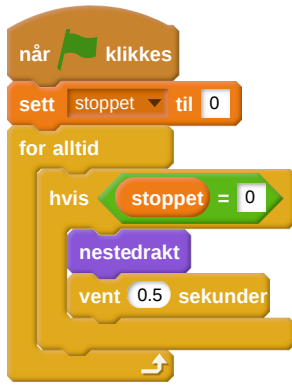 når klikkes
sett stoppet til 0
for alltid
hvis stoppet = 0
nestedrakt
vent 0.5 sekunder